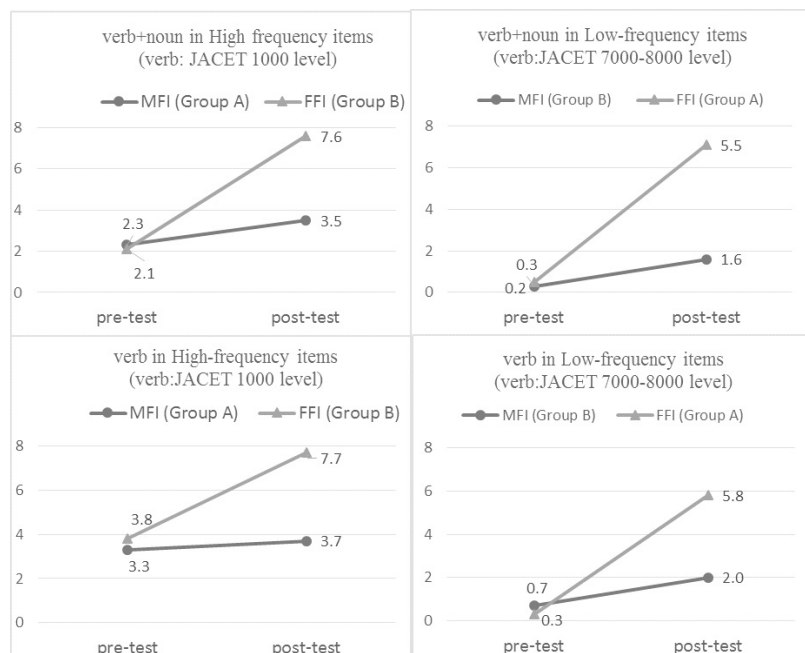 verb+noun in High frequency items
(verb: JACET 1000 level)
MFI (Group A) FFI (Group B)
8
7.6
6
4
2.3
3.5
2
2.1
0
pre-test post-test
verb+noun in Low-frequency items
(verb:JACET 7000-8000 level)
MFI (Group B) FFI (Group A)
8
5.5
6
4
2
0.3
1.6
0.2
0
pre-test post-test
verb in High-frequency items
(verb:JACET 1000 level)
MFI (Group A) FFI (Group B)
8
7.7
6
4
3.8
3.7
3.3
2
0
pre-test post-test
verb in Low-frequency items
(verb:JACET 7000-8000 level)
MFI (Group B) FFI (Group A)
8
6
5.8
4
2
0.7
2.0
0
0.3
pre-test post-test